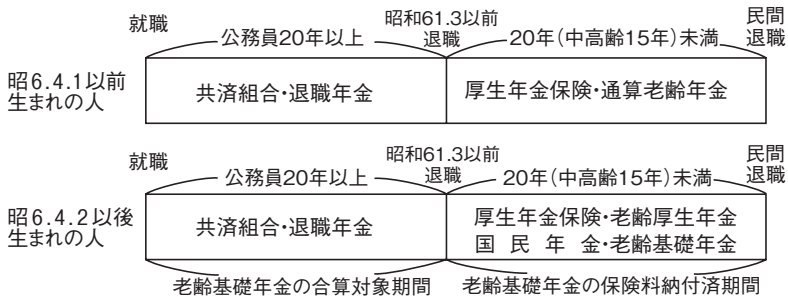 就職
公務員20年以上
昭和61.3以前
退職
20年(中高齢15年)未満
民間
退職
昭6.4.1以前
生まれの人
共済組合・退職年金
厚生年金保険・通算老齢年金
就職
公務員20年以上
昭和61.3以前
退職
20年(中高齢15年)未満
民間
退職
昭6.4.2以後
生まれの人
共済組合・退職年金
厚生年金保険・老齢厚生年金
国民年金・老齢基礎年金
老齢基礎年金の合算対象期間
老齢基礎年金の保険料納付済期間